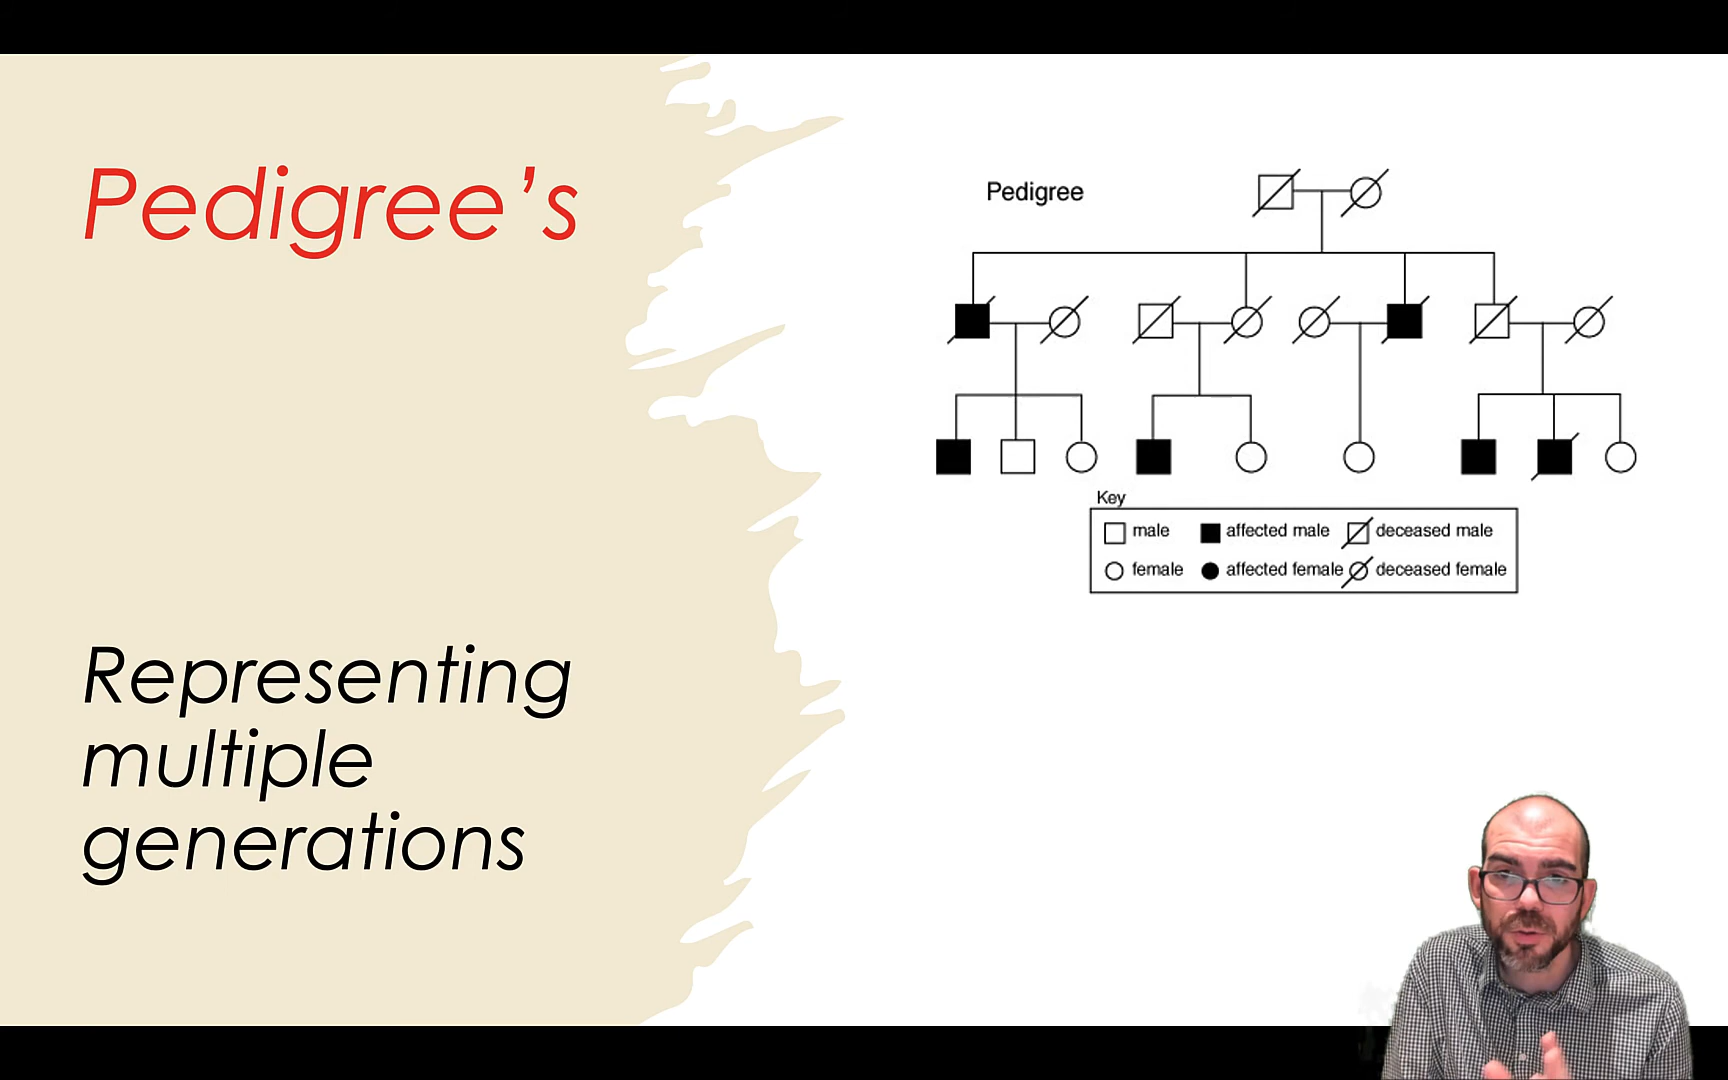 Pedigree’s
Representing
multiple
generations
Pedigree
Key
male affected male deceased male
female affected female deceased female